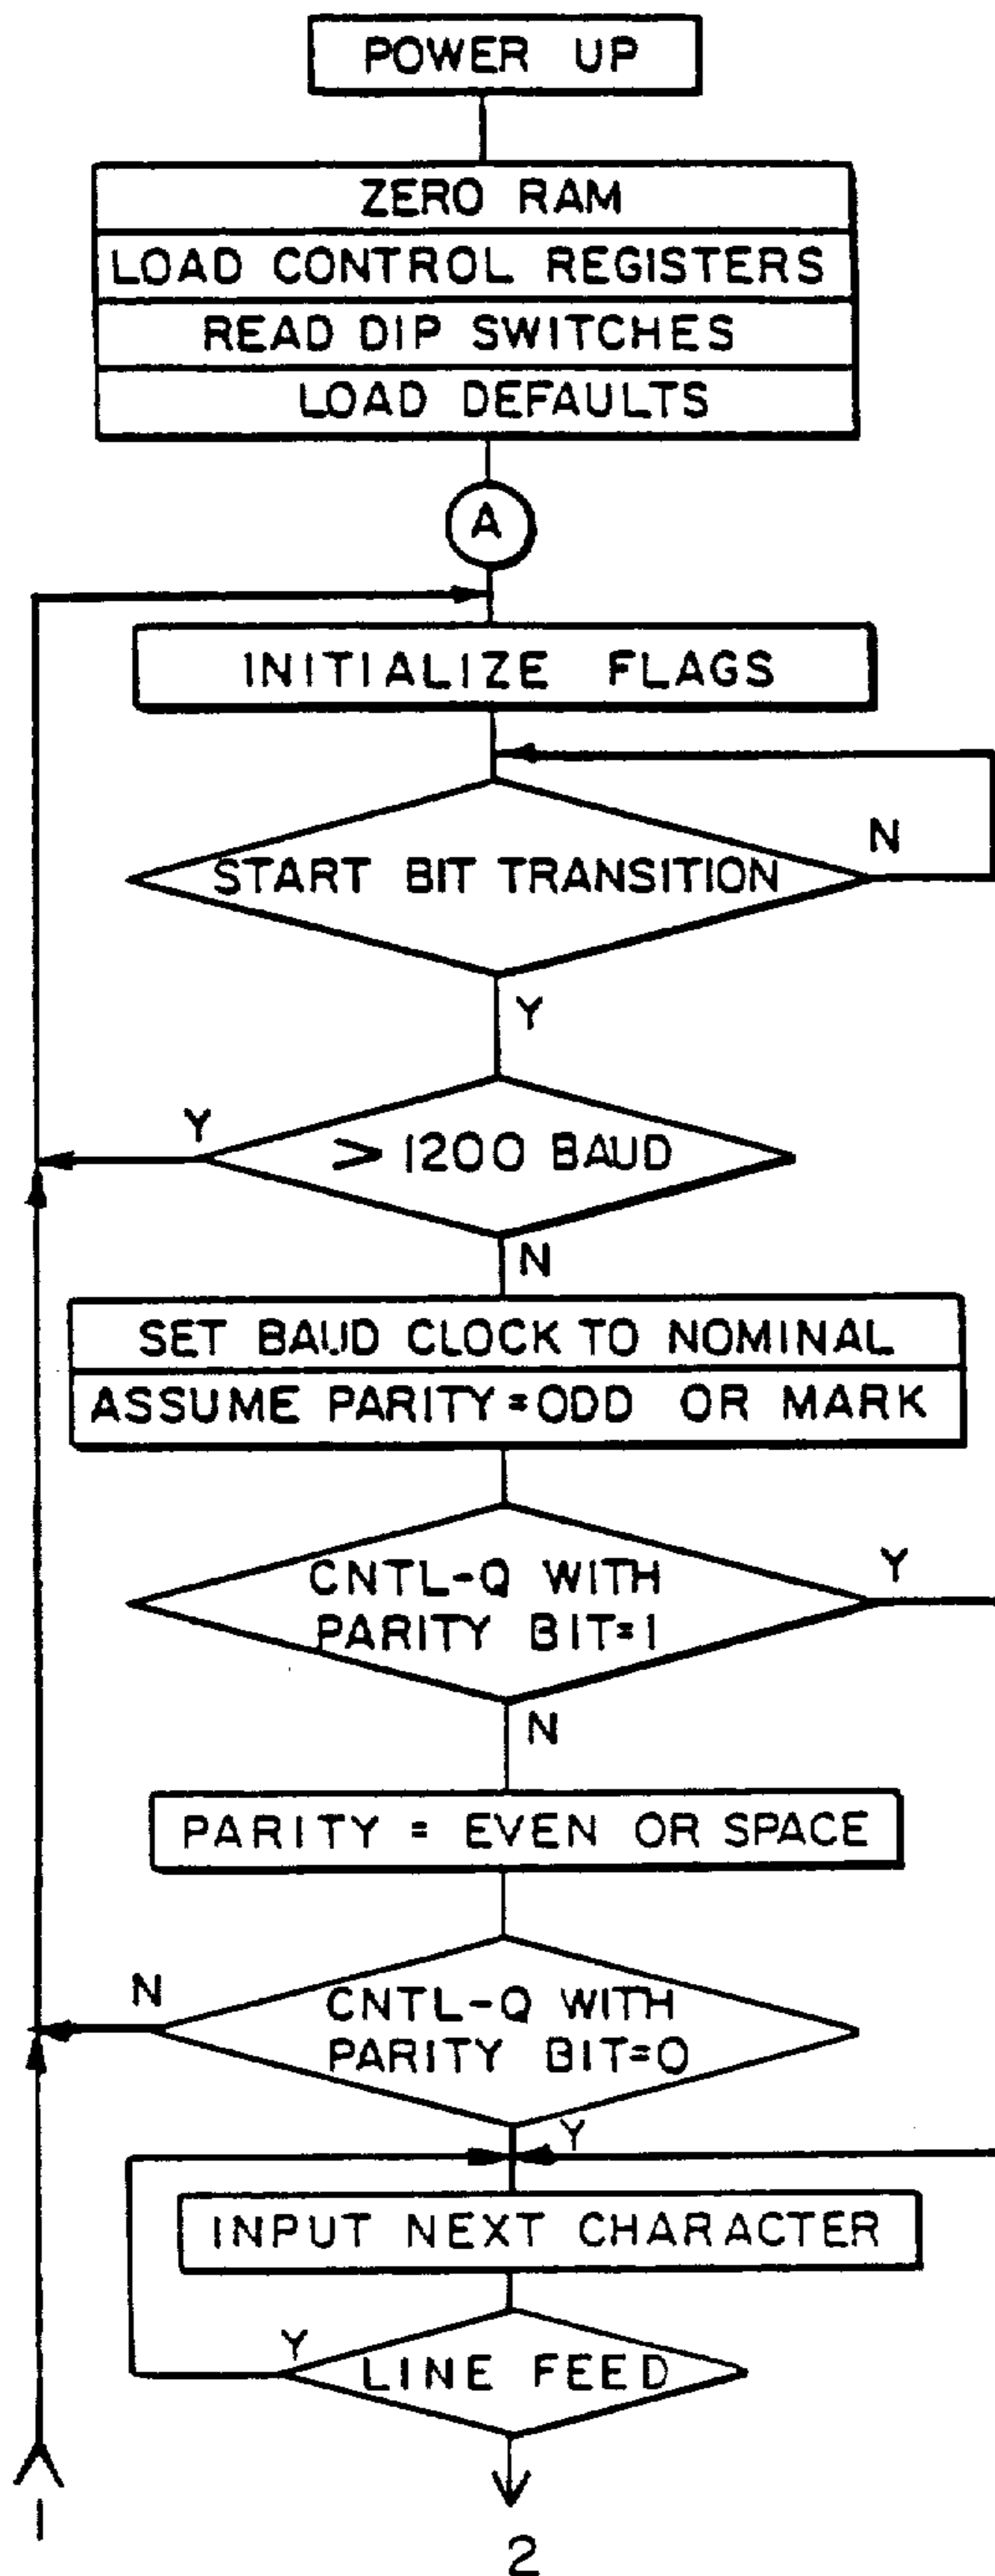 POWER UP
ZERO RAM
LOAD CONTROL REGISTERS
READ DIP SWITCHES
LOAD DEFAULTS
A
INITIALIZE FLAGS
START BIT TRANSITION
N
Y
Y
> 1200 BAUD
N
SET BAUD CLOCK TO NOMINAL
ASSUME PARITY=ODD OR MARK
CNTL-Q WITH
PARITY BIT=1
Y
N
PARITY = EVEN OR SPACE
N
CNTL-Q WITH
PARITY BIT=0
Y
INPUT NEXT CHARACTER
Y
LINE FEED
1
2